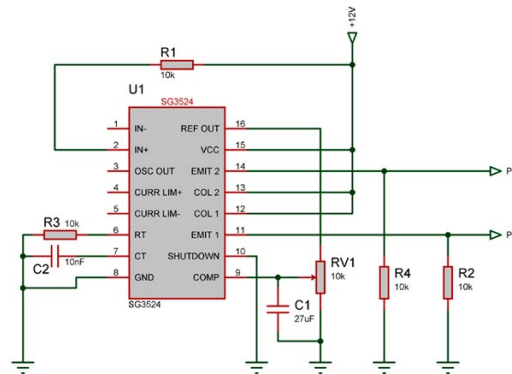 +12V
R1
10k
U1
SG3524
1 IN- REF OUT 16
2 IN+ VCC 15
3 OSC OUT EMIT 2 14
4 CURR LIM+ COL 2 13
5 CURR LIM- COL 1 12
6 RT EMIT 1 11
7 CT SHUTDOWN 10
8 GND COMP 9
SG3524
R3 10k
C2 10nF
C1
27uF
RV1
10k
R4
10k
R2
10k
P
P